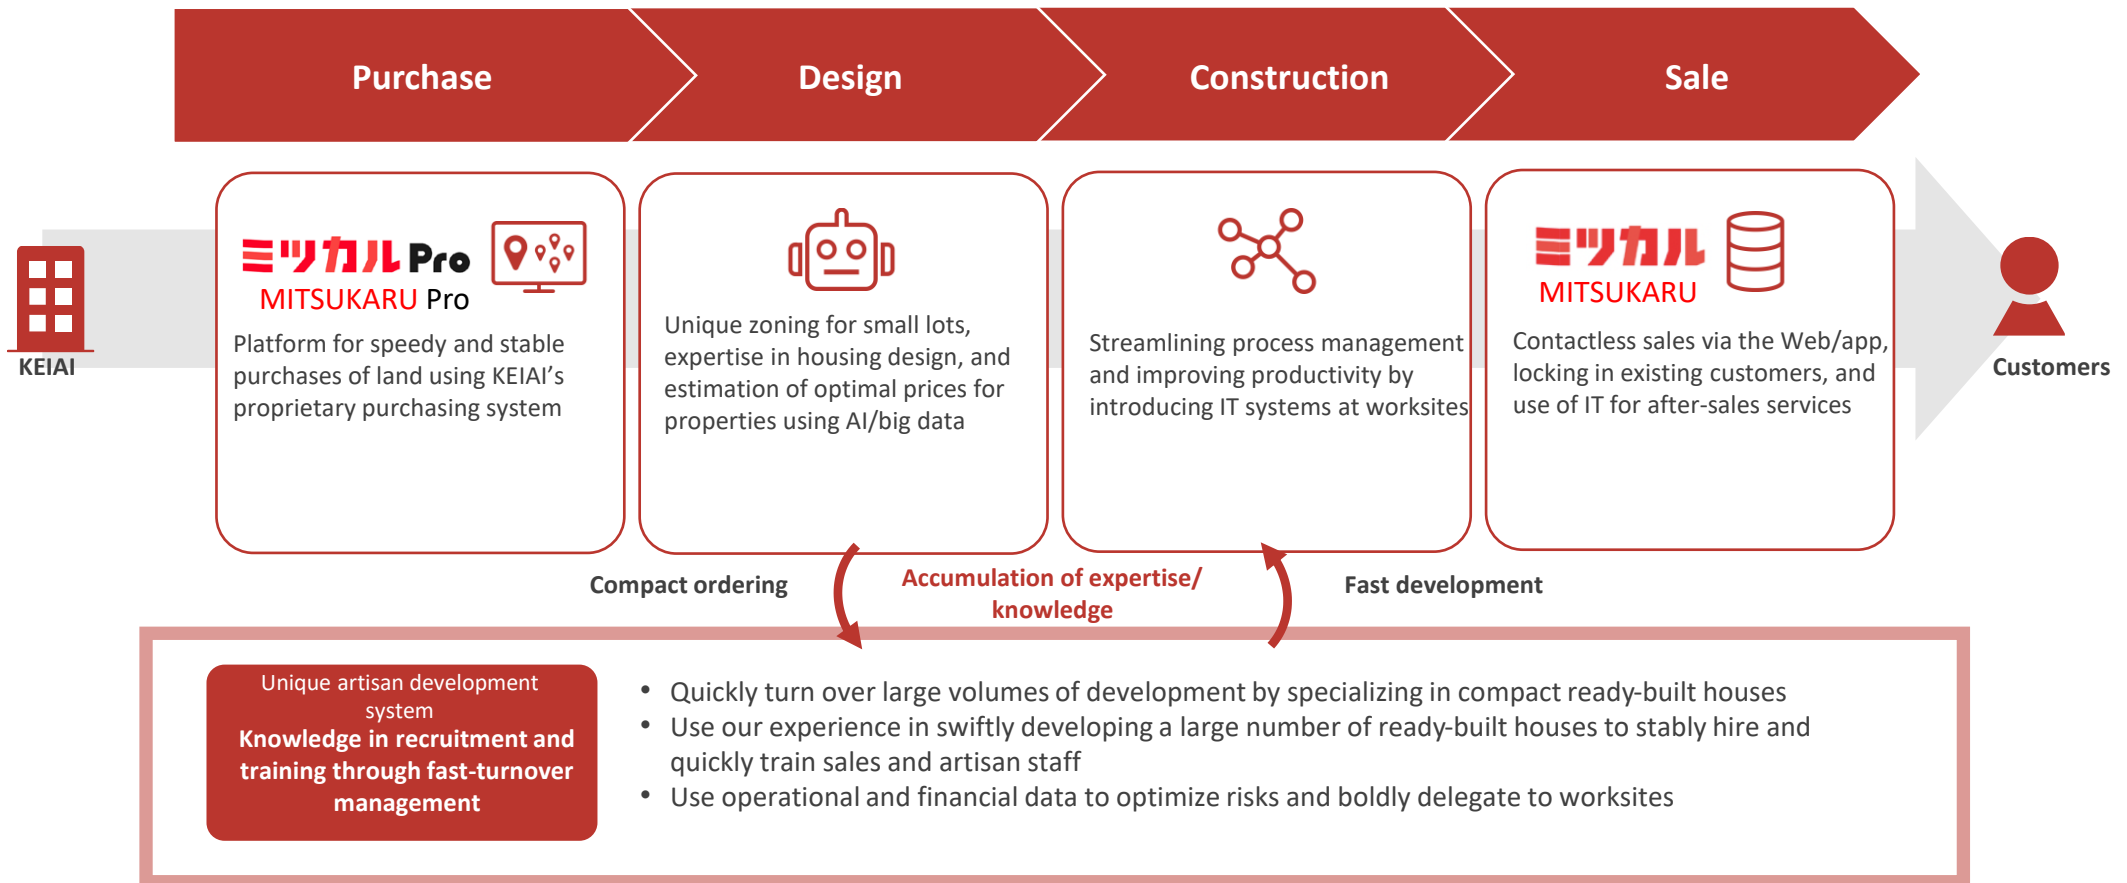 Purchase
Design
Construction
Sale
KEIAI
ミツカル Pro
MITSUKARU Pro
Platform for speedy and stable
purchases of land using KEIAI’s
proprietary purchasing system
Unique zoning for small lots,
expertise in housing design, and
estimation of optimal prices for
properties using AI/big data
Streamlining process management
and improving productivity by
introducing IT systems at worksites
ミツカル
MITSUKARU
Contactless sales via the Web/app,
locking in existing customers, and
use of IT for after-sales services
Customers
Compact ordering
Accumulation of expertise/
knowledge
Fast development
Unique artisan development
system
Knowledge in recruitment and
training through fast-turnover
management
• Quickly turn over large volumes of development by specializing in compact ready-built houses
• Use our experience in swiftly developing a large number of ready-built houses to stably hire and
quickly train sales and artisan staff
• Use operational and financial data to optimize risks and boldly delegate to worksites